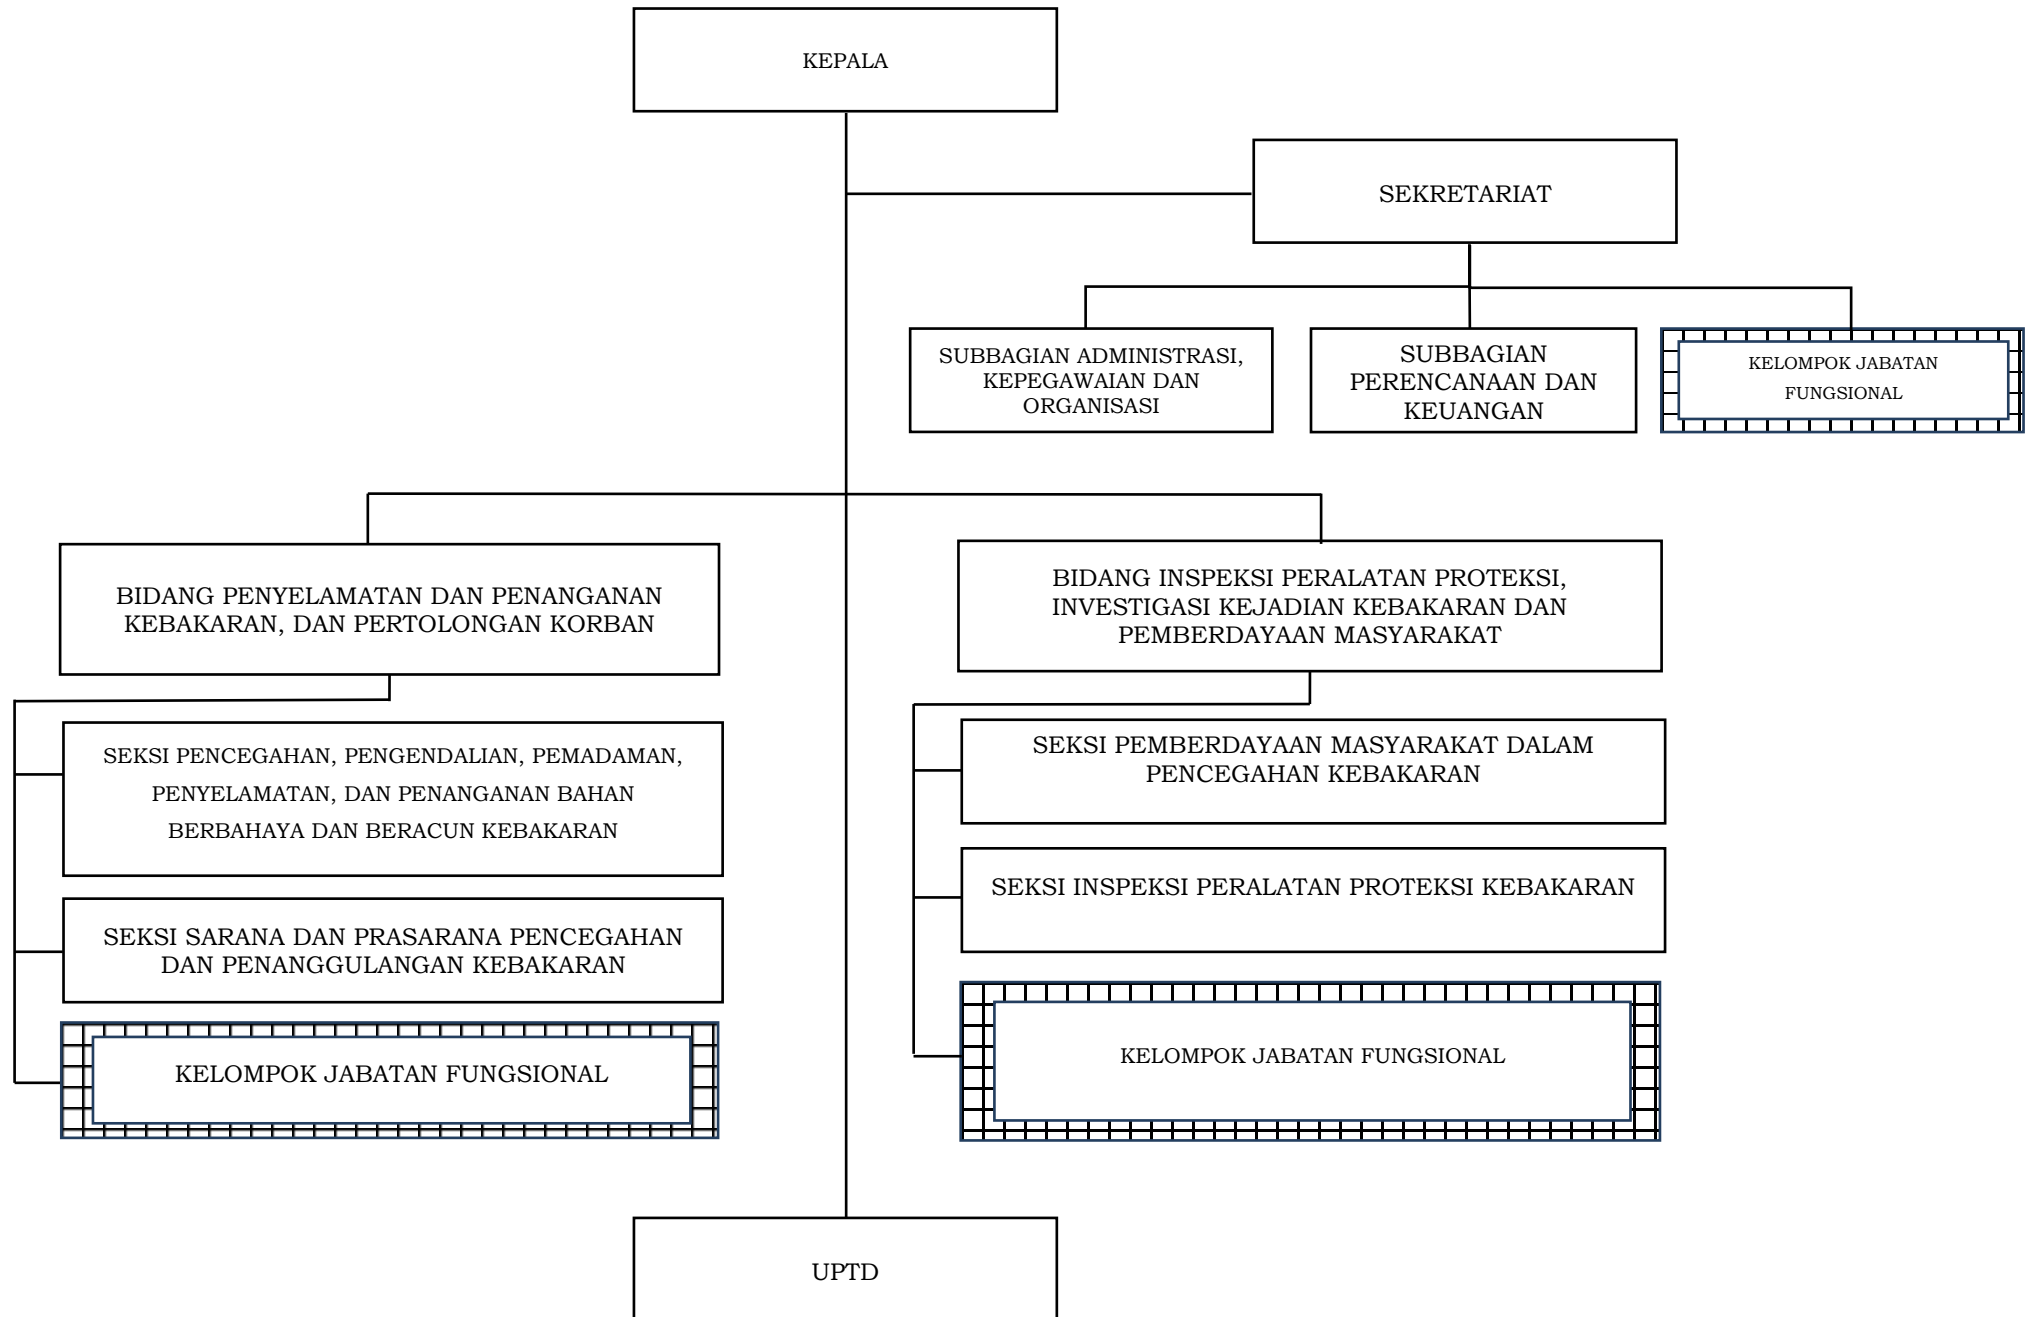 KEPALA
SEKRETARIAT
SUBBAGIAN ADMINISTRASI,
KEPEGAWAIAN DAN
ORGANISASI
SUBBAGIAN
PERENCANAAN DAN
KEUANGAN
KELOMPOK JABATAN
FUNGSIONAL
BIDANG PENYELAMATAN DAN PENANGANAN
KEBAKARAN, DAN PERTOLONGAN KORBAN
SEKSI PENCEGAHAN, PENGENDALIAN, PEMADAMAN,
PENYELAMATAN, DAN PENANGANAN BAHAN
BERBAHAYA DAN BERACUN KEBAKARAN
SEKSI SARANA DAN PRASARANA PENCEGAHAN
DAN PENANGGULANGAN KEBAKARAN
KELOMPOK JABATAN FUNGSIONAL
BIDANG INSPEKSI PERALATAN PROTEKSI,
INVESTIGASI KEJADIAN KEBAKARAN DAN
PEMBERDAYAAN MASYARAKAT
SEKSI PEMBERDAYAAN MASYARAKAT DALAM
PENCEGAHAN KEBAKARAN
SEKSI INSPEKSI PERALATAN PROTEKSI KEBAKARAN
KELOMPOK JABATAN FUNGSIONAL
UPTD